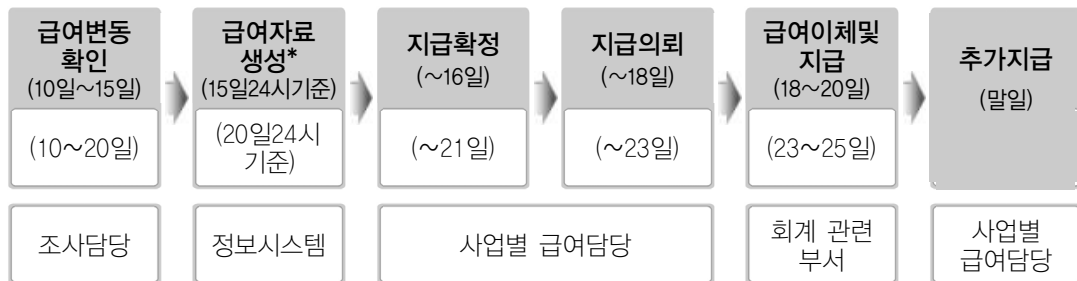 급여변동
확인
(10일~15일)
(10~20일)
급여자료
생성*
(15일24시기준)
(20일24시
기준)
지급확정
(~16일)
(~21일)
지급의뢰
(~18일)
(~23일)
급여이체및
지급
(18~20일)
(23~25일)
추가지급
(말일)
조사담당
정보시스템
사업별 급여담당
회계 관련
부서
사업별
급여담당